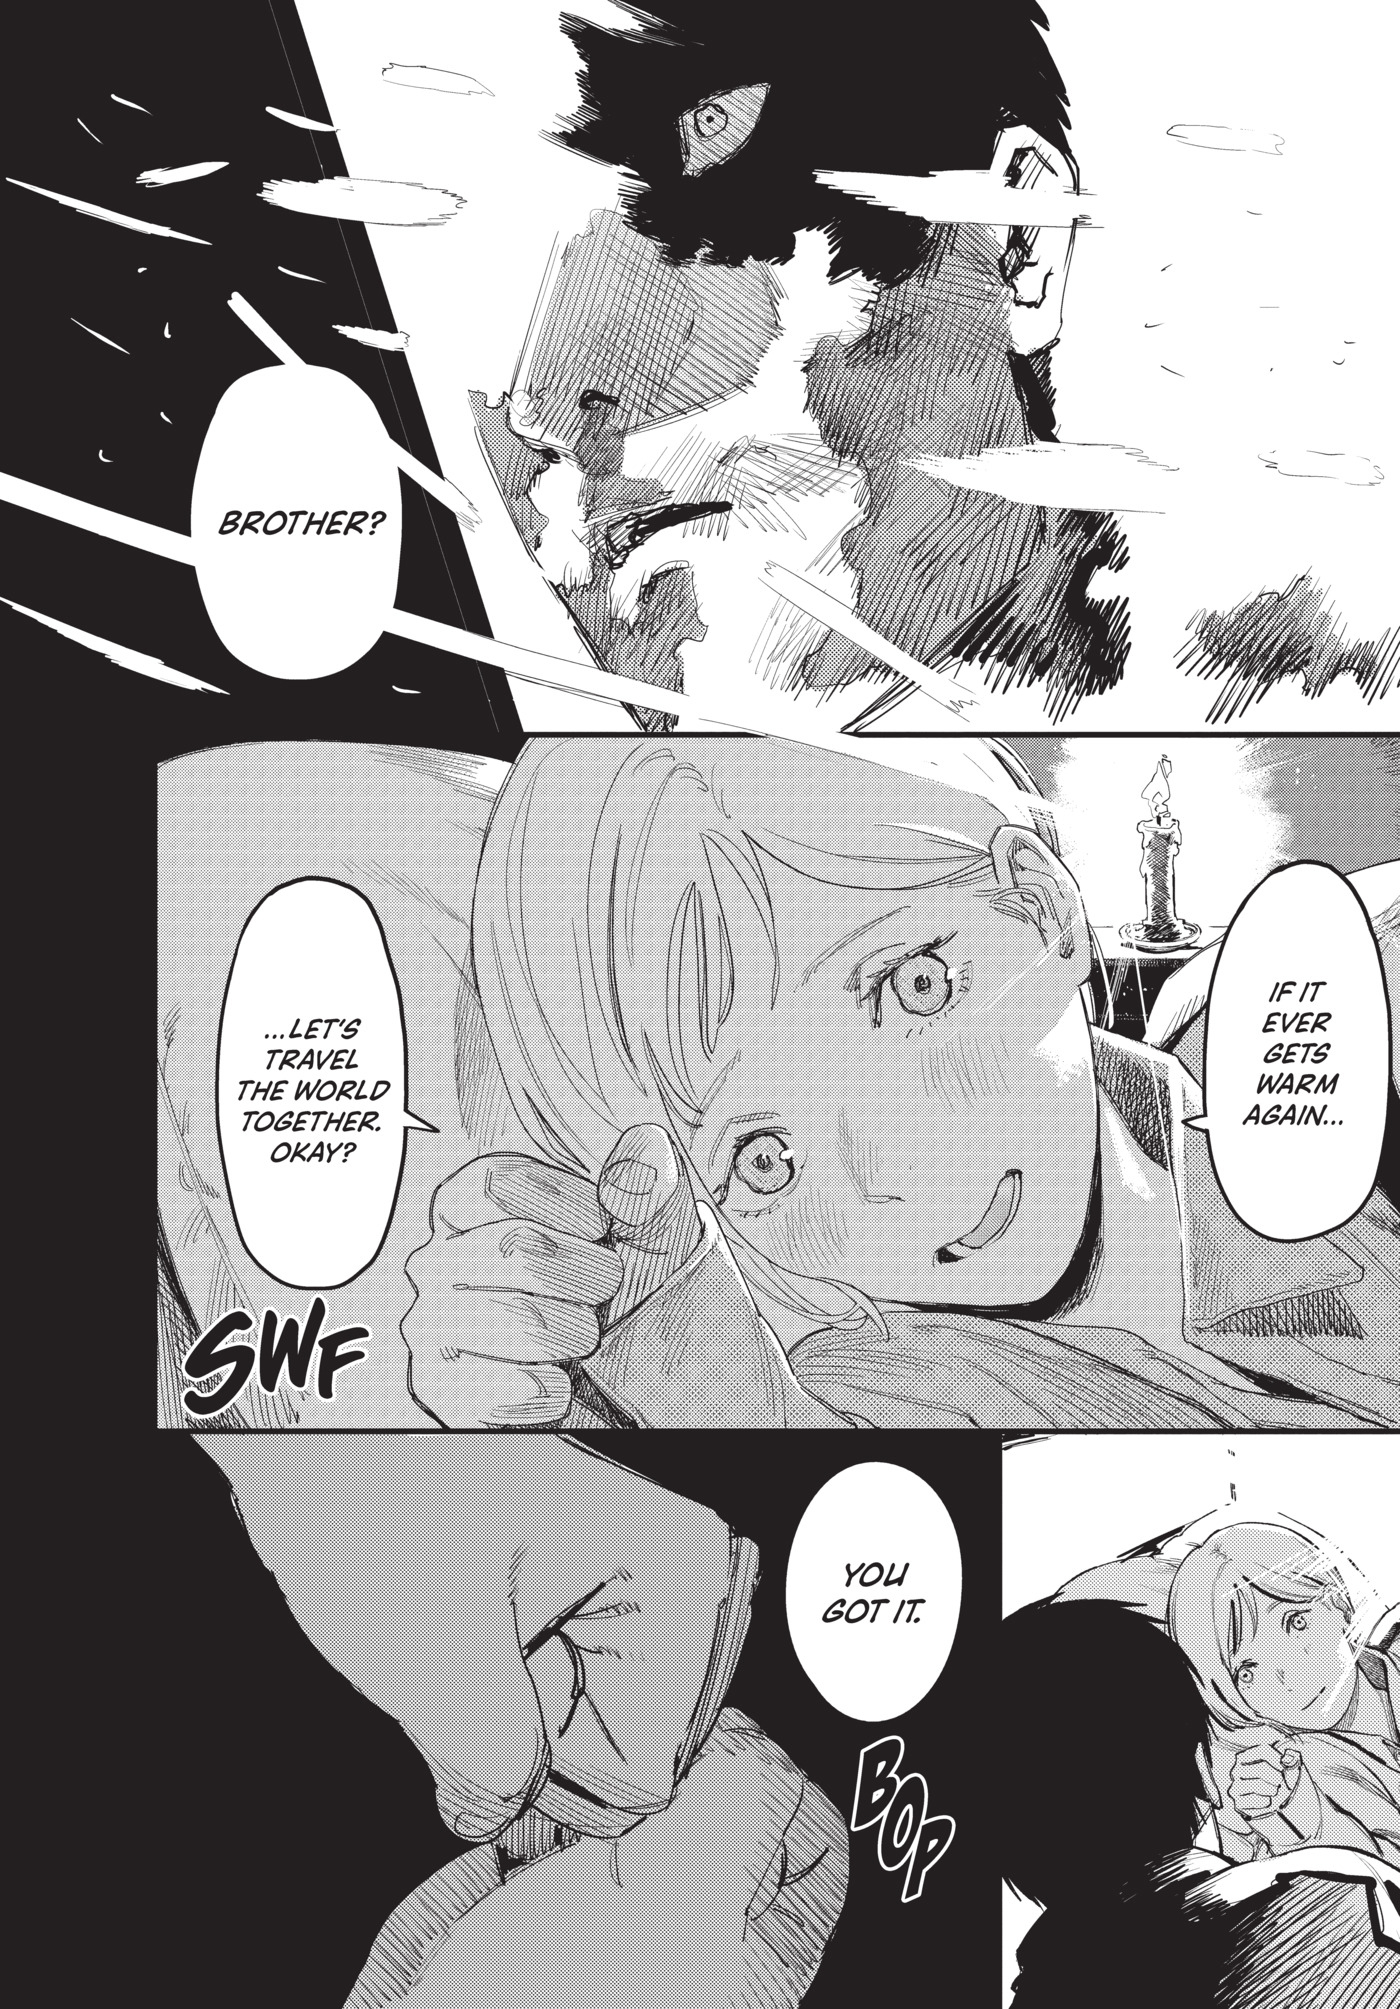 BROTHER?
IF IT
EVER
GETS
WARM
AGAIN...
...LET'S
TRAVEL
THE WORLD
TOGETHER.
OKAY?
SWF
YOU
GOT IT.
BOP